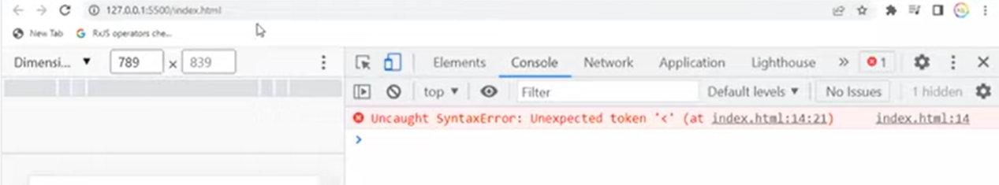 127.0.0.1:5500/index.html
New Tab RxJS operators che...
Dimensi... ▼ 789 × 839 Elements Console Network Application Lighthouse » 1
top ▼ Filter Default levels ▼ No Issues 1 hidden
Uncaught SyntaxError: Unexpected token '<' (at index.html:14:21) index.html:14